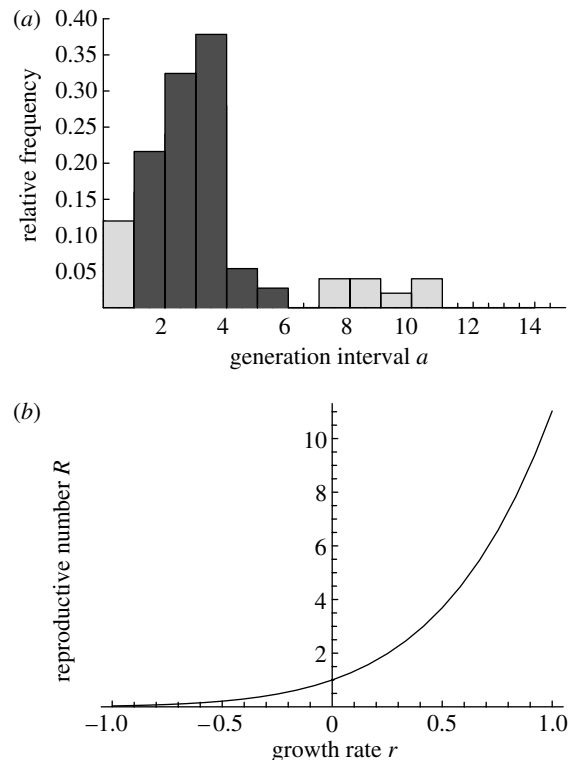 (a)
0.40
0.35
0.30
0.25
0.20
0.15
0.10
0.05
relative frequency
2 4 6 8 10 12 14
generation interval a
(b)
10
8
6
4
2
reproductive number R
−1.0 −0.5 0 0.5 1.0
growth rate r